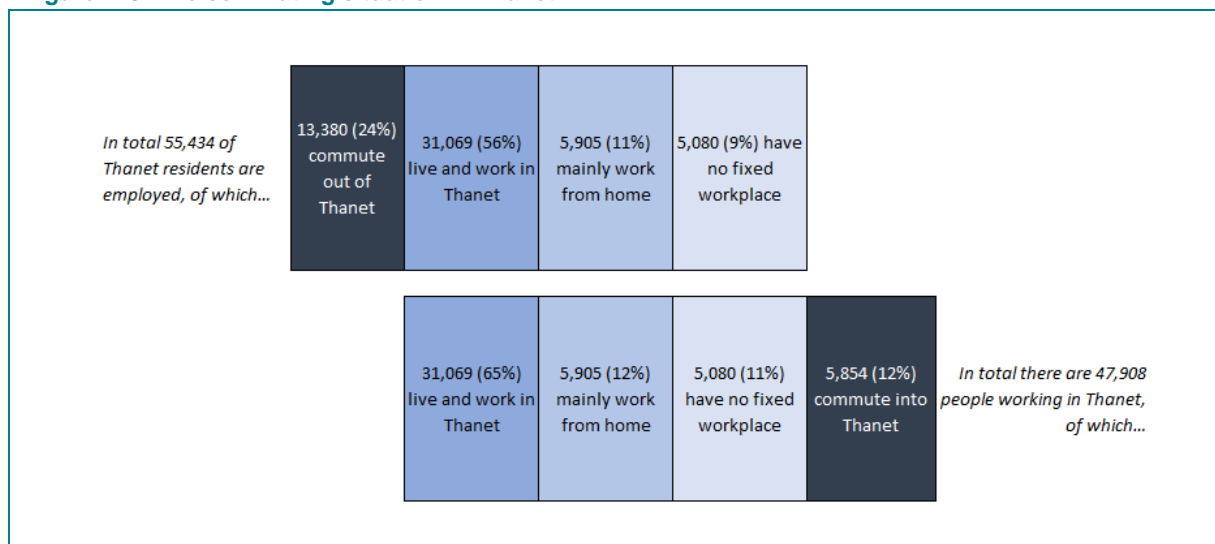 In total 55,434 of
Thanet residents are
employed, of which...
13,380 (24%)
commute
out of
Thanet
31,069 (56%)
live and work in
Thanet
5,905 (11%)
mainly work
from home
5,080 (9%) have
no fixed
workplace
31,069 (65%)
live and work in
Thanet
5,905 (12%)
mainly work
from home
5,080 (11%)
have no fixed
workplace
5,854 (12%)
commute into
Thanet
In total there are 47,908
people working in Thanet,
of which...